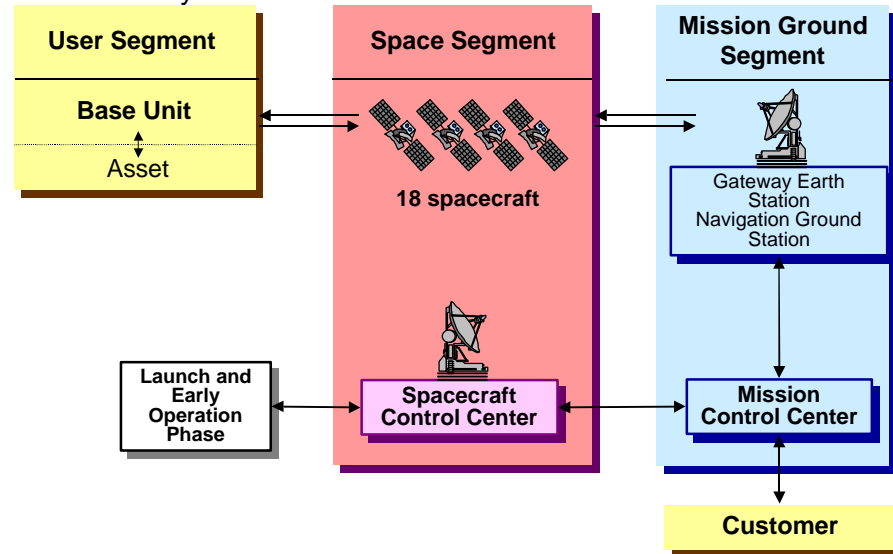 User Segment
Base Unit
Asset
Space Segment
18 spacecraft
Mission Ground
Segment
Gateway Earth
Station
Navigation Ground
Station
Launch and
Early
Operation
Phase
Spacecraft
Control Center
Mission
Control Center
Customer